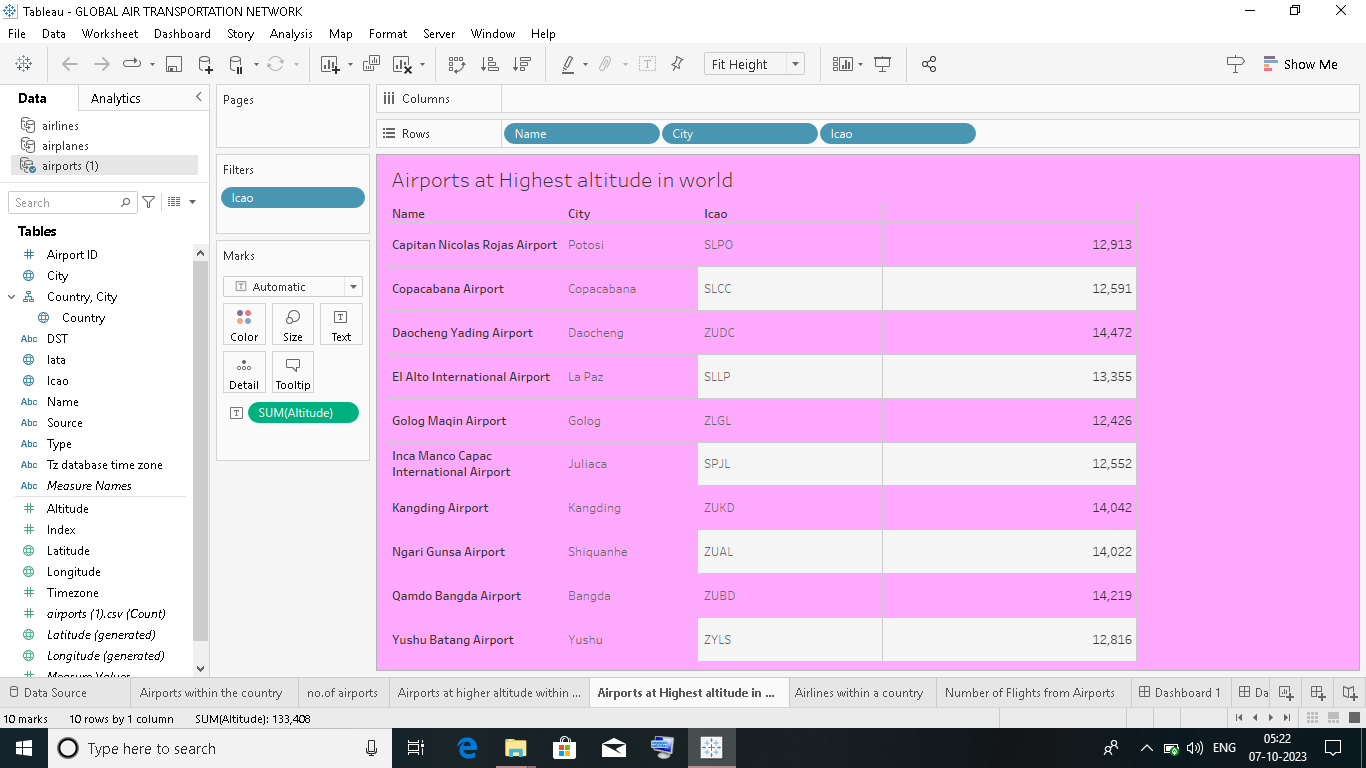 Tableau - GLOBAL AIR TRANSPORTATION NETWORK
File Data Worksheet Dashboard Story Analysis Map Format Server Window Help
Fit Height
Show Me
Data Analytics
airlines
airplanes
airports (1)
Search
Tables
Airport ID
City
Country, City
Country
Abc DST
Iata
Icao
Abc Name
Abc Source
Abc Type
Abc Tz database time zone
Abc Measure Names
Altitude
Index
Latitude
Longitude
Timezone
airports (1).csv (Count)
Latitude (generated)
Longitude (generated)
Measure Values
Pages
Filters
Icao
Marks
T Automatic
Color Size Text
Detail Tooltip
T SUM(Altitude)
Columns
Rows Name City Icao
Airports at Highest altitude in world
Name City Icao
Capitan Nicolas Rojas Airport Potosi SLPO 12,913
Copacabana Airport Copacabana SLCC 12,591
Daocheng Yading Airport Daocheng ZUDC 14,472
El Alto International Airport La Paz SLLP 13,355
Golog Maqin Airport Golog ZLGL 12,426
Inca Manco Capac
International Airport Juliaca SPJL 12,552
Kangding Airport Kangding ZUKD 14,042
Ngari Gunsa Airport Shiquanhe ZUAL 14,022
Qamdo Bangda Airport Bangda ZUBD 14,219
Yushu Batang Airport Yushu ZYLS 12,816
Data Source Airports within the country no.of airports Airports at higher altitude within ... Airports at Highest altitude in ... Airlines within a country Number of Flights from Airports Dashboard 1 Da
10 marks 10 rows by 1 column SUM(Altitude): 133,408
Type here to search
ENG
05:22
07-10-2023